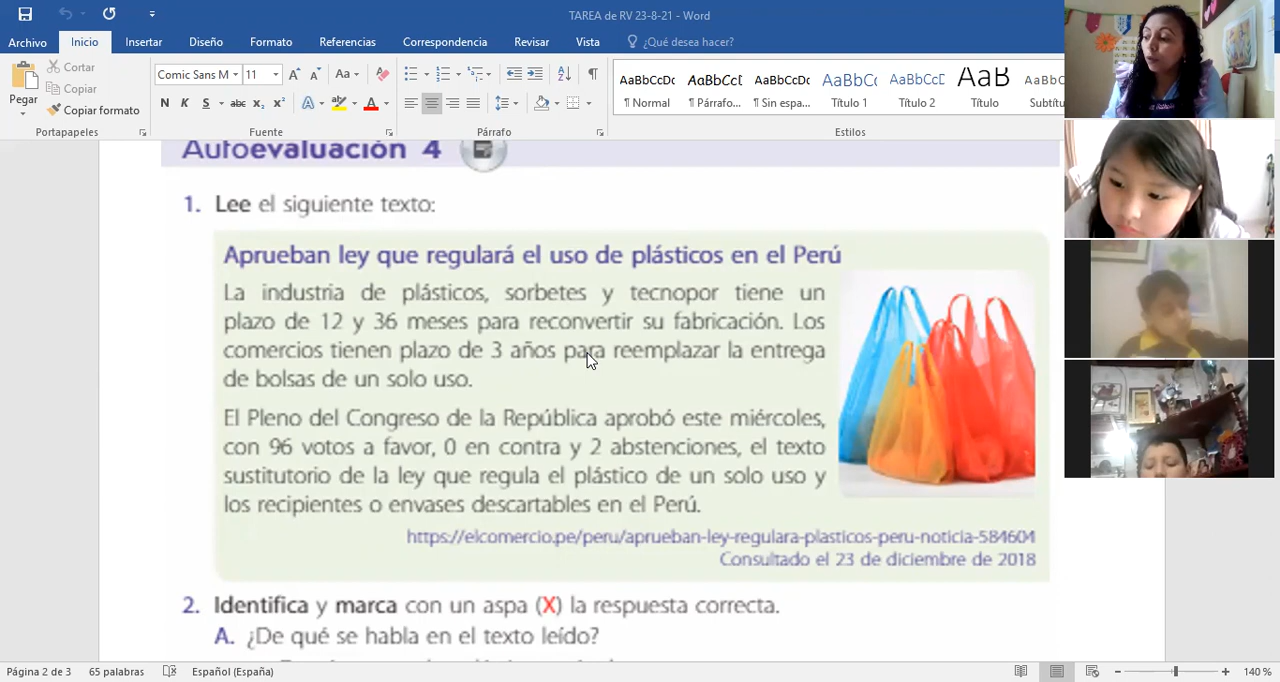 TAREA de RV 23-8-21 - Word
Archivo Inicio Insertar Diseño Formato Referencias Correspondencia Revisar Vista ¿Qué desea hacer?
Pegar
Cortar
Copiar
Copiar formato
Portapapeles
Comic Sans M 11
Aa
N K S abc x₂ x²
Fuente
Párrafo
AaBbCcDc AaBbCcD AaBbCcDc AaBbC AaBbCcD AaB AaBbCcD
¶ Normal ¶ Párrafo... ¶ Sin espa... Título 1 Título 2 Título Subtítu
Estilos
Autoevaluación 4
1. Lee el siguiente texto:
Aprueban ley que regulará el uso de plásticos en el Perú
La industria de plásticos, sorbetes y tecnopor tiene un
plazo de 12 y 36 meses para reconvertir su fabricación. Los
comercios tienen plazo de 3 años para reemplazar la entrega
de bolsas de un solo uso.
El Pleno del Congreso de la República aprobó este miércoles,
con 96 votos a favor, 0 en contra y 2 abstenciones, el texto
sustitutorio de la ley que regula el plástico de un solo uso y
los recipientes o envases descartables en el Perú.
https://elcomercio.pe/peru/aprueban-ley-regulara-plasticos-peru-noticia-584604
Consultado el 23 de diciembre de 2018
2. Identifica y marca con un aspa (X) la respuesta correcta.
A. ¿De qué se habla en el texto leído?
Página 2 de 3 65 palabras Español (España) 140 %